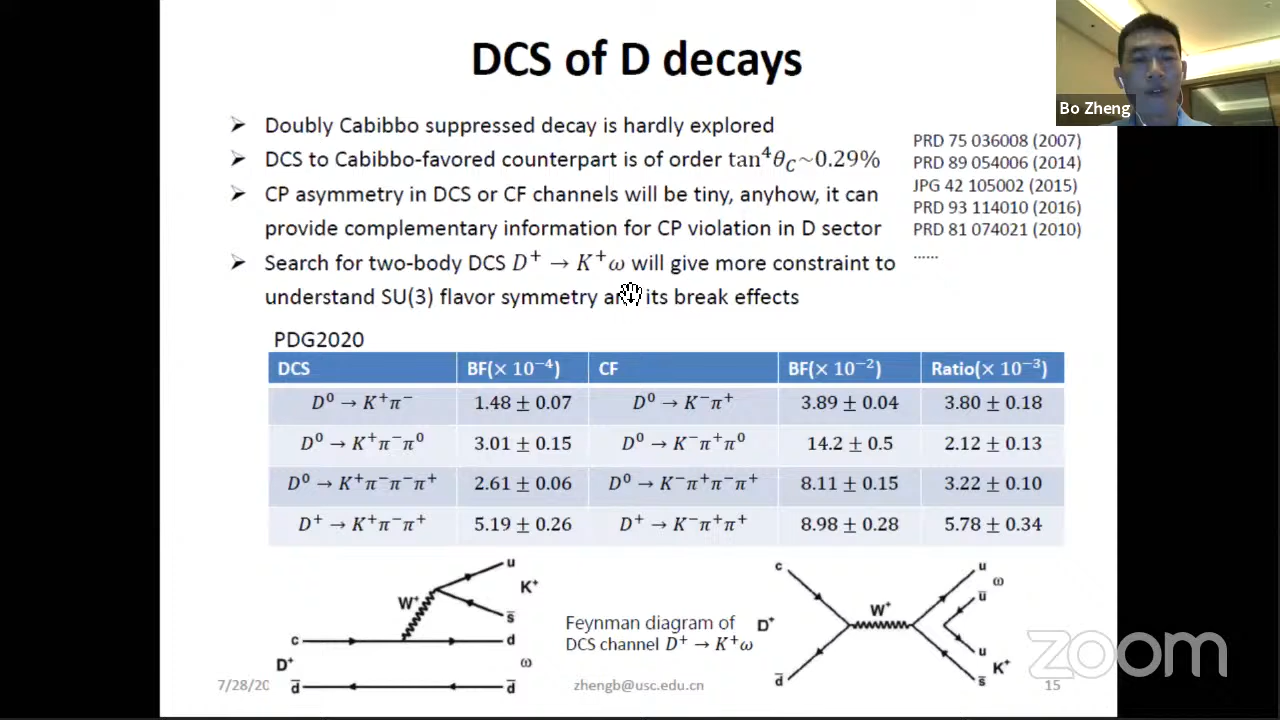 DCS of D decays
Bo Zheng
➢ Doubly Cabibbo suppressed decay is hardly explored
➢ DCS to Cabibbo-favored counterpart is of order tan⁴θ_C~0.29%
➢ CP asymmetry in DCS or CF channels will be tiny, anyhow, it can
provide complementary information for CP violation in D sector
➢ Search for two-body DCS D⁺ → K⁺ω will give more constraint to
understand SU(3) flavor symmetry its break effects
PRD 75 036008 (2007)
PRD 89 054006 (2014)
JPG 42 105002 (2015)
PRD 93 114010 (2016)
PRD 81 074021 (2010)
......
PDG2020
DCS BF(× 10⁻⁴) CF BF(× 10⁻²) Ratio(× 10⁻³)
D⁰ → K⁺π⁻ 1.48 ± 0.07 D⁰ → K⁻π⁺ 3.89 ± 0.04 3.80 ± 0.18
D⁰ → K⁺π⁻π⁰ 3.01 ± 0.15 D⁰ → K⁻π⁺π⁰ 14.2 ± 0.5 2.12 ± 0.13
D⁰ → K⁺π⁻π⁻π⁺ 2.61 ± 0.06 D⁰ → K⁻π⁺π⁻π⁺ 8.11 ± 0.15 3.22 ± 0.10
D⁺ → K⁺π⁻π⁺ 5.19 ± 0.26 D⁺ → K⁻π⁺π⁺ 8.98 ± 0.28 5.78 ± 0.34
u
K⁺
W⁺
s̅
c
d
D⁺
ω
d̅
d̅
Feynman diagram of
DCS channel D⁺ → K⁺ω
c
u
ω
u̅
W⁺
D⁺
u
K⁺
d̅
s̅
zoom
7/28/20
zhengb@usc.edu.cn
15